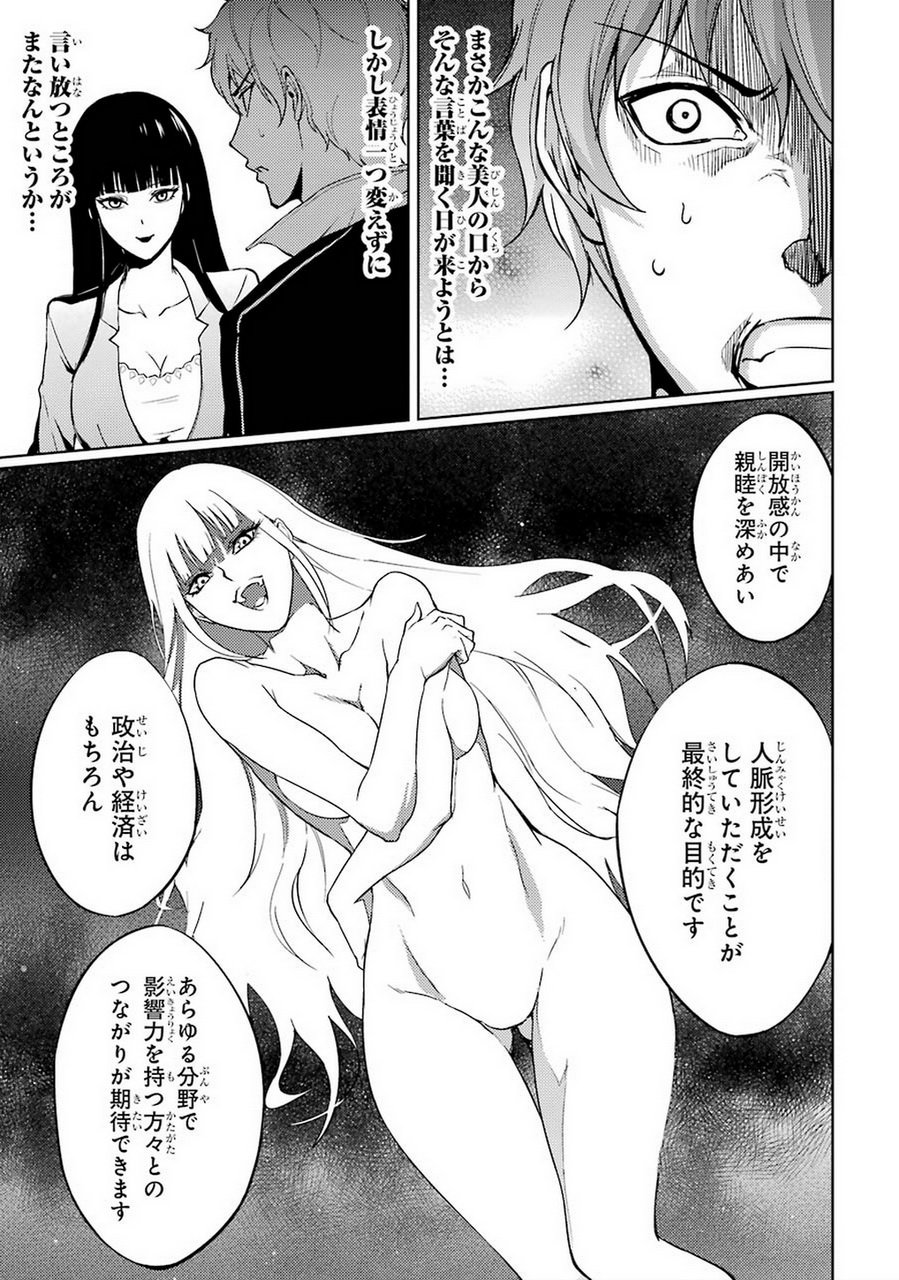 まさかこんな美人の口から
そんな言葉を聞く日が来ようとは…
しかし表情一つ変えずに
言い放つところが
またなんというか…
開放感の中で
親睦を深めあい
人脈形成を
していただくことが
最終的な目的です
政治や経済は
もちろん
あらゆる分野で
影響力を持つ方々との
つながりが期待できます